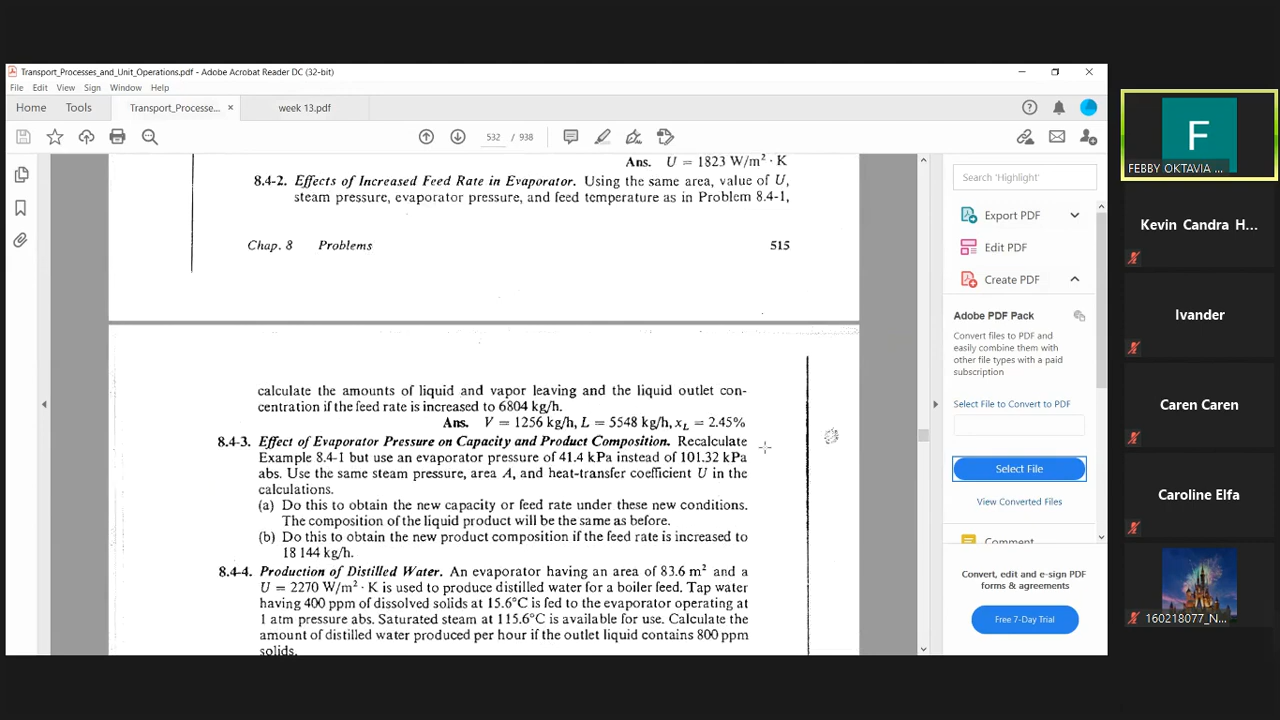 Transport_Processes_and_Unit_Operations.pdf - Adobe Acrobat Reader DC (32-bit)
File Edit View Sign Window Help
Home Tools Transport_Processe... × week 13.pdf
532 / 938
Ans. U = 1823 W/m² · K
8.4-2. Effects of Increased Feed Rate in Evaporator. Using the same area, value of U,
steam pressure, evaporator pressure, and feed temperature as in Problem 8.4-1,
Chap. 8 Problems 515
calculate the amounts of liquid and vapor leaving and the liquid outlet con-
centration if the feed rate is increased to 6804 kg/h.
Ans. V = 1256 kg/h, L = 5548 kg/h, xL = 2.45%
8.4-3. Effect of Evaporator Pressure on Capacity and Product Composition. Recalculate
Example 8.4-1 but use an evaporator pressure of 41.4 kPa instead of 101.32 kPa
abs. Use the same steam pressure, area A, and heat-transfer coefficient U in the
calculations.
(a) Do this to obtain the new capacity or feed rate under these new conditions.
The composition of the liquid product will be the same as before.
(b) Do this to obtain the new product composition if the feed rate is increased to
18 144 kg/h.
8.4-4. Production of Distilled Water. An evaporator having an area of 83.6 m² and a
U = 2270 W/m² · K is used to produce distilled water for a boiler feed. Tap water
having 400 ppm of dissolved solids at 15.6°C is fed to the evaporator operating at
1 atm pressure abs. Saturated steam at 115.6°C is available for use. Calculate the
amount of distilled water produced per hour if the outlet liquid contains 800 ppm
solids.
Search 'Highlight'
Export PDF
Edit PDF
Create PDF
Adobe PDF Pack
Convert files to PDF and
easily combine them with
other file types with a paid
subscription
Select File to Convert to PDF
Select File
View Converted Files
Comment
Convert, edit and e-sign PDF
forms & agreements
Free 7-Day Trial
F
FEBBY OKTAVIA ...
Kevin Candra H...
Ivander
Caren Caren
Caroline Elfa
160218077_N...